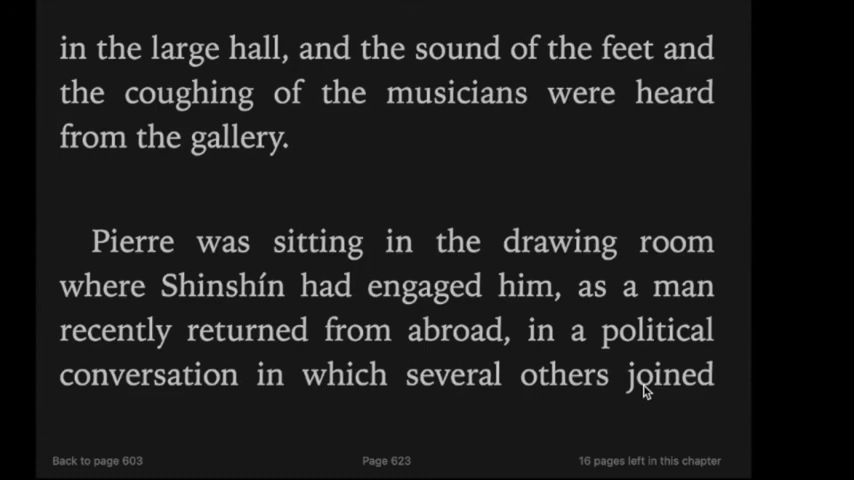 in the large hall, and the sound of the feet and
the coughing of the musicians were heard
from the gallery.
Pierre was sitting in the drawing room
where Shinshín had engaged him, as a man
recently returned from abroad, in a political
conversation in which several others joined
Back to page 603
Page 623
16 pages left in this chapter